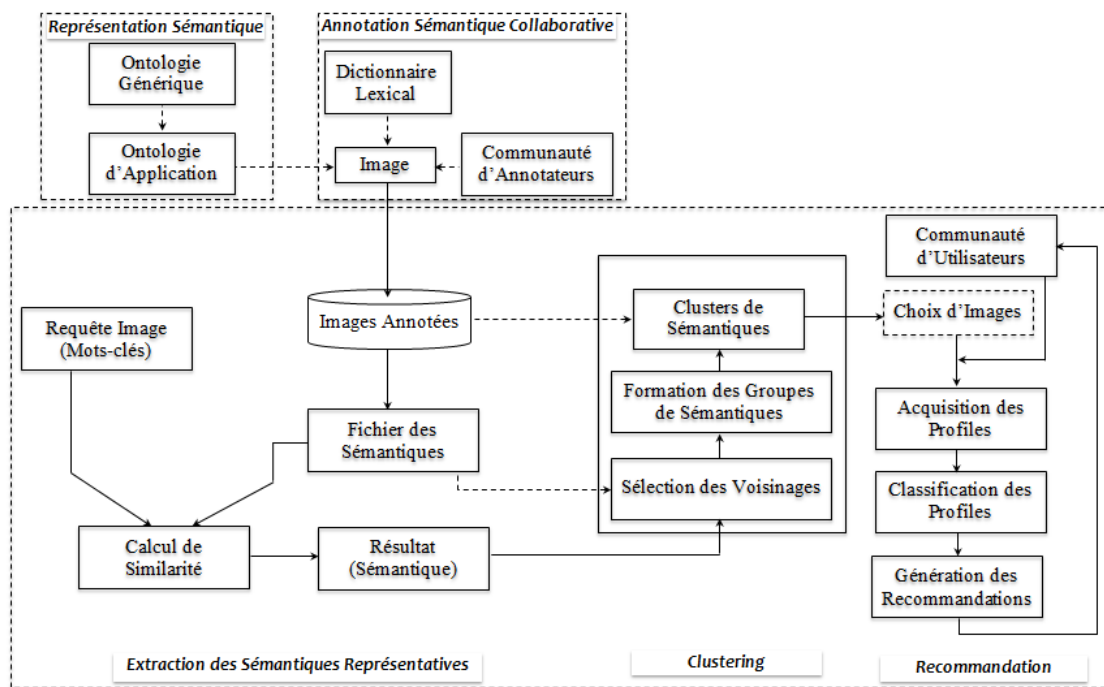 Représentation Sémantique
Ontologie
Générique
Ontologie
d'Application
Annotation Sémantique Collaborative
Dictionnaire
Lexical
Image
Communauté
d'Annotateurs
Requête Image
(Mots-clés)
Images Annotées
Fichier des
Sémantiques
Calcul de
Similarité
Résultat
(Sémantique)
Extraction des Sémantiques Représentatives
Clusters de
Sémantiques
Formation des Groupes
de Sémantiques
Sélection des Voisinages
Clustering
Communauté
d'Utilisateurs
Choix d'Images
Acquisition des
Profiles
Classification des
Profiles
Génération des
Recommandations
Recommandation